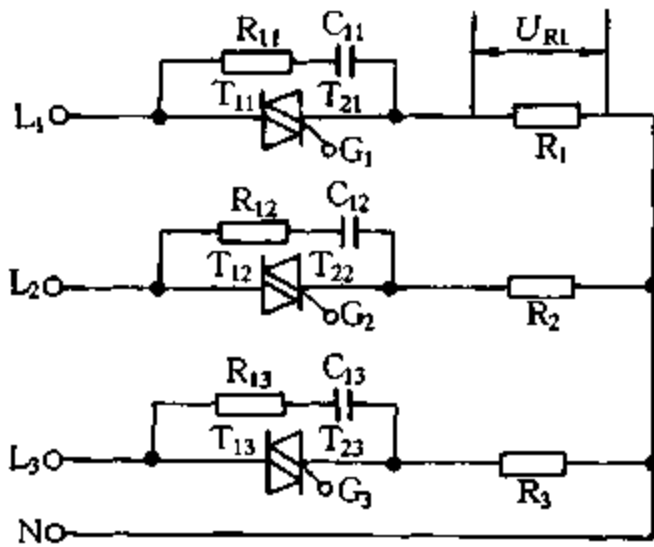 R₁₁ C₁₁ U_R1
L₁ T₁₁ T₂₁ G₁ R₁
R₁₂ C₁₂
L₂ T₁₂ T₂₂ G₂ R₂
R₁₃ C₁₃
L₃ T₁₃ T₂₃ G₃ R₃
N